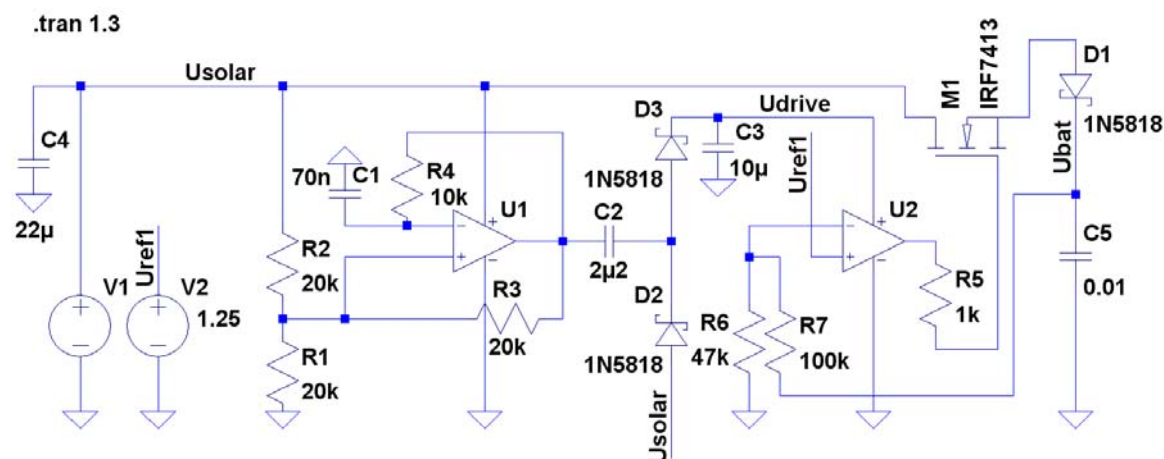 .tran 1.3
Usolar
C4
22µ
V1
Uref1
V2
1.25
R2
20k
R1
20k
70n
C1
R4
10k
U1
R3
20k
C2
2µ2
D3
1N5818
D2
1N5818
Usolar
Udrive
C3
10µ
Uref1
U2
R6
47k
R7
100k
R5
1k
M1
IRF7413
D1
1N5818
Ubat
C5
0.01